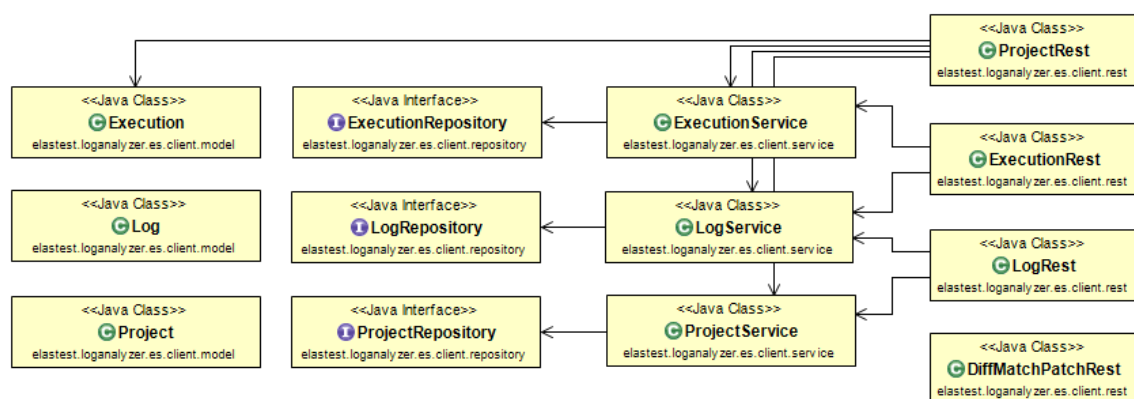 <<Java Class>>
ProjectRest
elastest.loganalyzer.es.client.rest
<<Java Class>>
Execution
elastest.loganalyzer.es.client.model
<<Java Interface>>
ExecutionRepository
elastest.loganalyzer.es.client.repository
<<Java Class>>
ExecutionService
elastest.loganalyzer.es.client.service
<<Java Class>>
ExecutionRest
elastest.loganalyzer.es.client.rest
<<Java Class>>
Log
elastest.loganalyzer.es.client.model
<<Java Interface>>
LogRepository
elastest.loganalyzer.es.client.repository
<<Java Class>>
LogService
elastest.loganalyzer.es.client.service
<<Java Class>>
LogRest
elastest.loganalyzer.es.client.rest
<<Java Class>>
Project
elastest.loganalyzer.es.client.model
<<Java Interface>>
ProjectRepository
elastest.loganalyzer.es.client.repository
<<Java Class>>
ProjectService
elastest.loganalyzer.es.client.service
<<Java Class>>
DiffMatchPatchRest
elastest.loganalyzer.es.client.rest